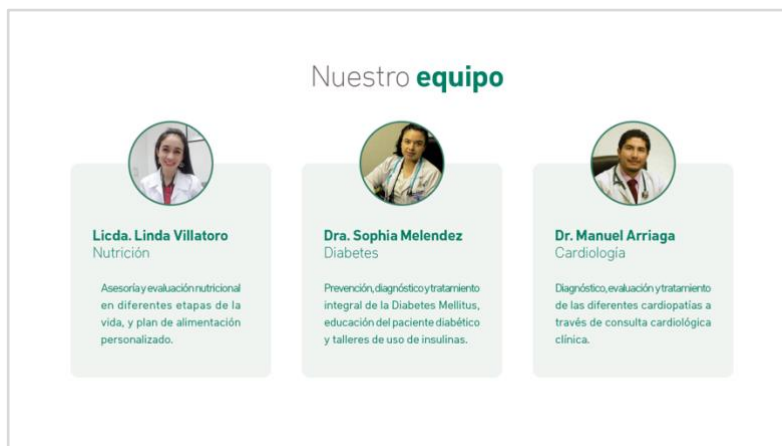 Nuestro equipo
Licda. Linda Villatoro
Nutrición
Asesoría y evaluación nutricional
en diferentes etapas de la
vida, y plan de alimentación
personalizado.
Dra. Sophia Melendez
Diabetes
Prevención, diagnóstico y tratamiento
integral de la Diabetes Mellitus,
educación del paciente diabético
y talleres de uso de insulinas.
Dr. Manuel Arriaga
Cardiología
Diagnóstico, evaluación y tratamiento
de las diferentes cardiopatías a
través de consulta cardiológica
clínica.